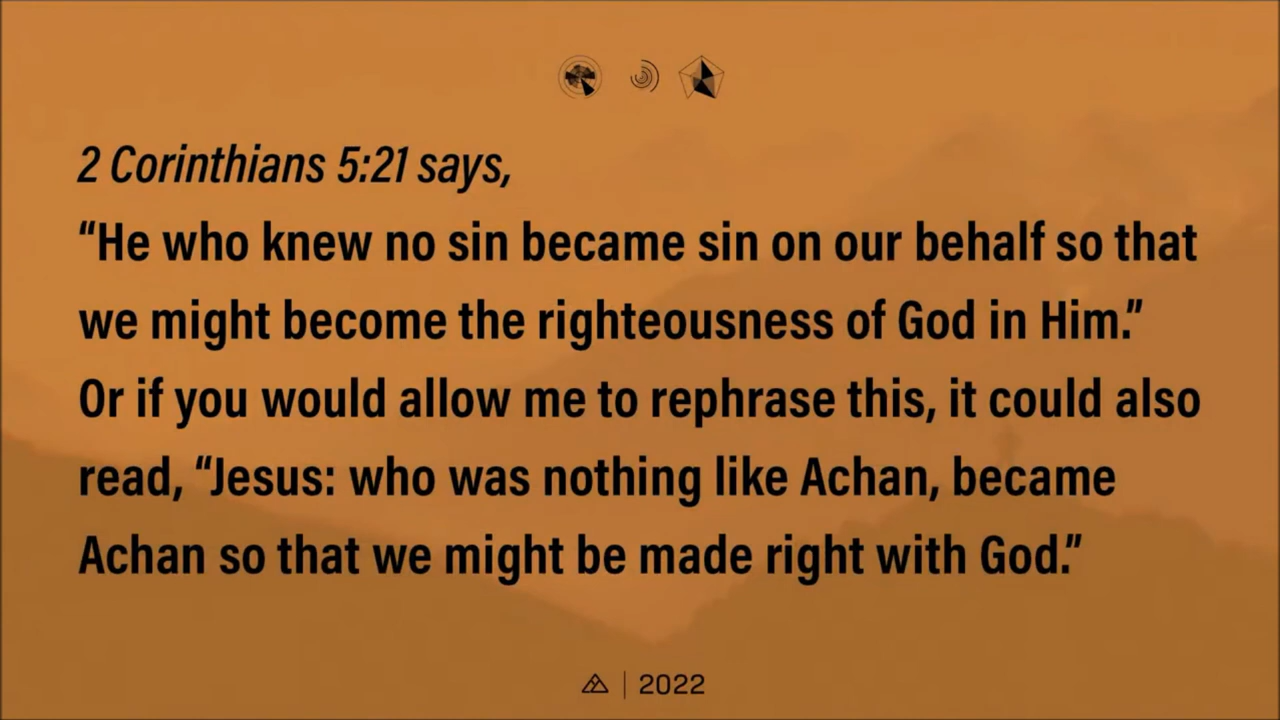 2 Corinthians 5:21 says,
“He who knew no sin became sin on our behalf so that
we might become the righteousness of God in Him.”
Or if you would allow me to rephrase this, it could also
read, “Jesus: who was nothing like Achan, became
Achan so that we might be made right with God.”
2022